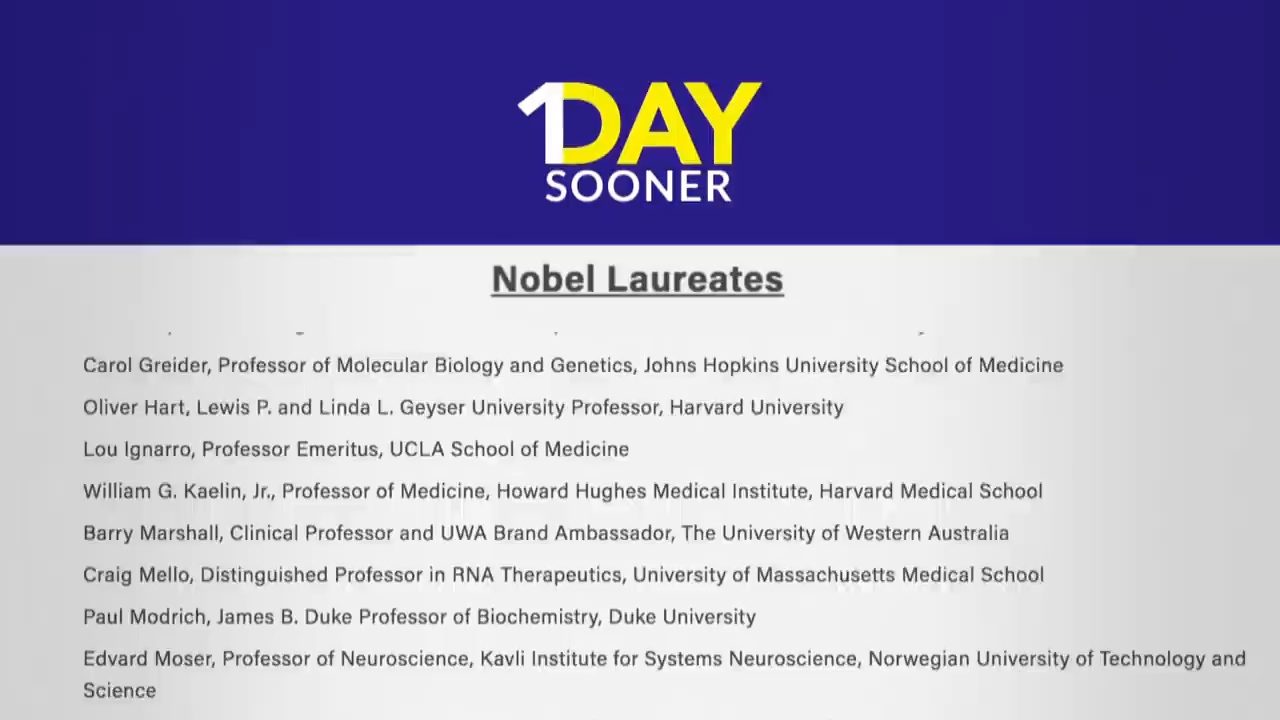 1DAY
SOONER
Nobel Laureates
Carol Greider, Professor of Molecular Biology and Genetics, Johns Hopkins University School of Medicine
Oliver Hart, Lewis P. and Linda L. Geyser University Professor, Harvard University
Lou Ignarro, Professor Emeritus, UCLA School of Medicine
William G. Kaelin, Jr., Professor of Medicine, Howard Hughes Medical Institute, Harvard Medical School
Barry Marshall, Clinical Professor and UWA Brand Ambassador, The University of Western Australia
Craig Mello, Distinguished Professor in RNA Therapeutics, University of Massachusetts Medical School
Paul Modrich, James B. Duke Professor of Biochemistry, Duke University
Edvard Moser, Professor of Neuroscience, Kavli Institute for Systems Neuroscience, Norwegian University of Technology and
Science